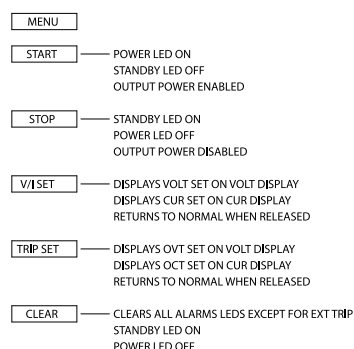 MENU
START POWER LED ON
STANDBY LED OFF
OUTPUT POWER ENABLED
STOP STANDBY LED ON
POWER LED OFF
OUTPUT POWER DISABLED
V/I SET DISPLAYS VOLT SET ON VOLT DISPLAY
DISPLAYS CUR SET ON CUR DISPLAY
RETURNS TO NORMAL WHEN RELEASED
TRIP SET DISPLAYS OVT SET ON VOLT DISPLAY
DISPLAYS OCT SET ON CUR DISPLAY
RETURNS TO NORMAL WHEN RELEASED
CLEAR CLEARS ALL ALARMS LEDS EXCEPT FOR EXT TRIP
STANDBY LED ON
POWER LED OFF